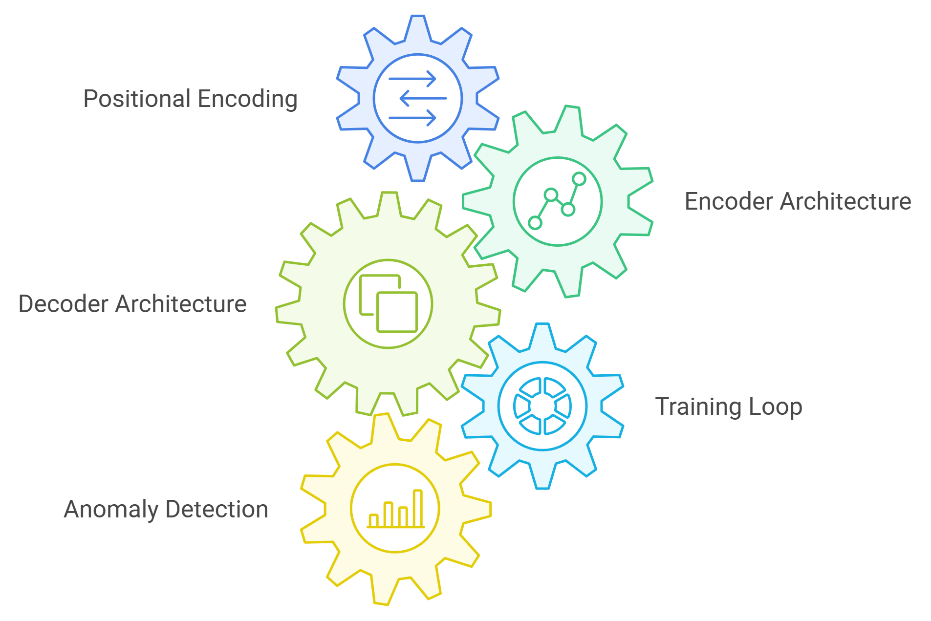 Positional Encoding
Encoder Architecture
Decoder Architecture
Training Loop
Anomaly Detection